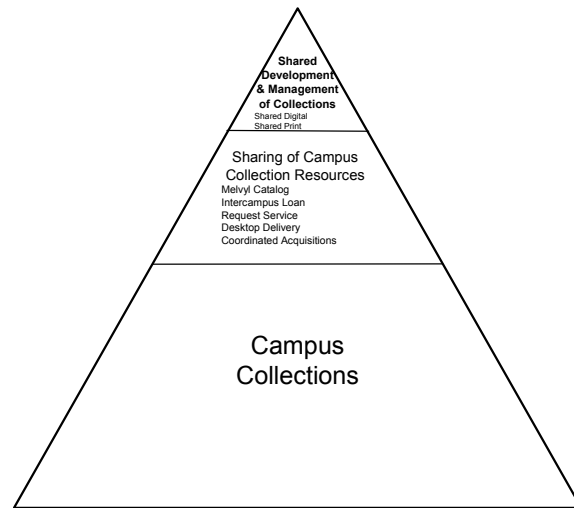 Shared
Development
& Management
of Collections
Shared Digital
Shared Print
Sharing of Campus
Collection Resources
Melvyl Catalog
Intercampus Loan
Request Service
Desktop Delivery
Coordinated Acquisitions
Campus
Collections